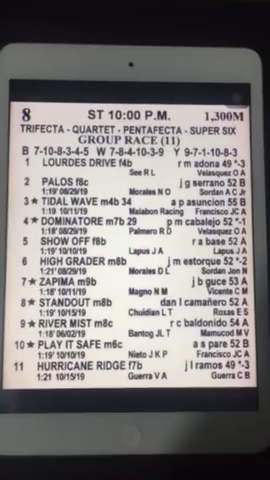 8 ST 10:00 P.M. 1,300M
TRIFECTA - QUARTET - PENTAFECTA - SUPER SIX
GROUP RACE (11)
B 7-10-8-3-4-5 W 7-8-4-10-3-9 Y 9-7-1-10-8-3
1 LOURDES DRIVE f4b r m adona 49 *-3
See R L Velasquez O A
2 PALOS f8c j g serrano 52 B
1:19' 08/29/19 Morales N O Sordan A C Jr
3 ★ TIDAL WAVE m4b 34 a p asuncion 55 B
1:19 10/11/19 Malabon Racing Francisco JC A
4 ★ DOMINATORE m7b 29 p m cabalejo 52 *-3
1:18' 08/29/19 Palmero R D Velasquez O A
5 SHOW OFF f8b r a base 52 A
1:19' 10/10/19 Lapus J A Lapus J A
6 HIGH GRADER m8b j m estorque *52 *-2
1:21' 08/29/19 Morales D L Sordan Jon N
7 ★ ZAPIMA m9b j b guce 53 A
1:18' 10/11/19 Magno N M Vicente C M
8 ★ STANDOUT m8b dan l camañero 52 A
1:19' 10/15/19 Chuidian L T Roxas E S
9 ★ RIVER MIST m8c r c baldonido 54 A
1:18' 06/02/19 Bantog JL T Mamucod M V
10 ★ PLAY IT SAFE m6c a s pare 52 B
1:19' 10/10/19 Nieto J K P Francisco JC A
11 HURRICANE RIDGE f7b j l ramos 49 *-3
1:21 10/15/19 Guerra V A Guerra C B